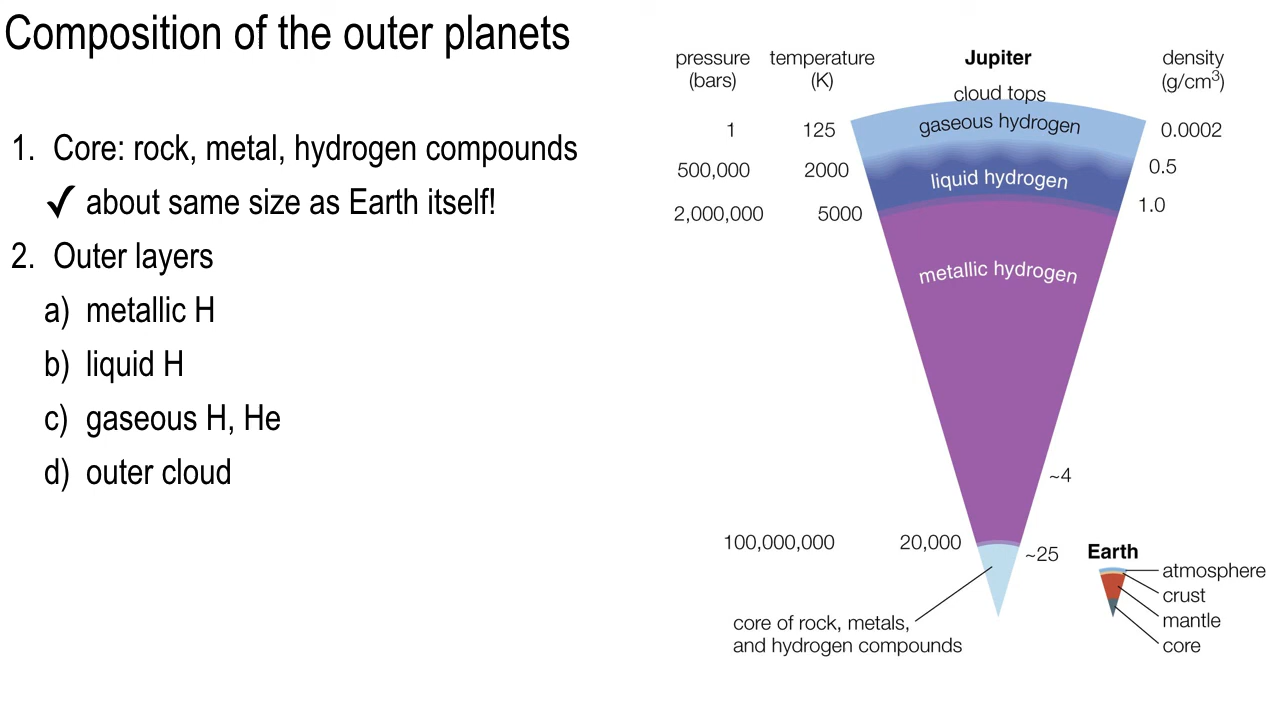 Composition of the outer planets
1. Core: rock, metal, hydrogen compounds
✓ about same size as Earth itself!
2. Outer layers
a) metallic H
b) liquid H
c) gaseous H, He
d) outer cloud
pressure (bars)
temperature (K)
Jupiter
density (g/cm³)
cloud tops
gaseous hydrogen
1 125 0.0002
500,000 2000 0.5
liquid hydrogen
2,000,000 5000 1.0
metallic hydrogen
~4
100,000,000 20,000 ~25
core of rock, metals,
and hydrogen compounds
Earth
atmosphere
crust
mantle
core